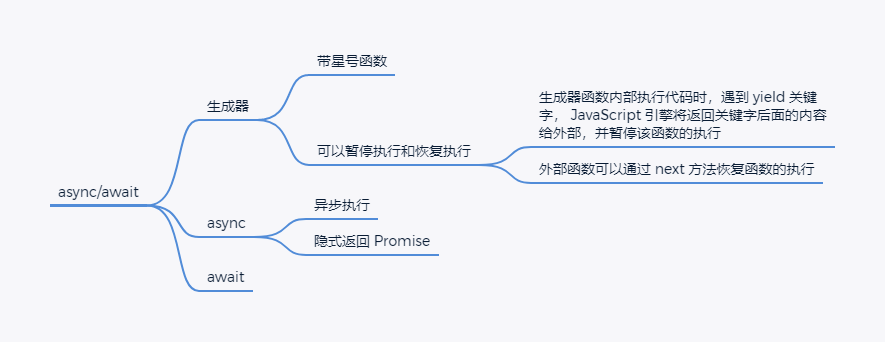 async/await
生成器
带星号函数
可以暂停执行和恢复执行
生成器函数内部执行代码时，遇到 yield 关键
字， JavaScript 引擎将返回关键字后面的内容
给外部，并暂停该函数的执行
外部函数可以通过 next 方法恢复函数的执行
async
异步执行
隐式返回 Promise
await